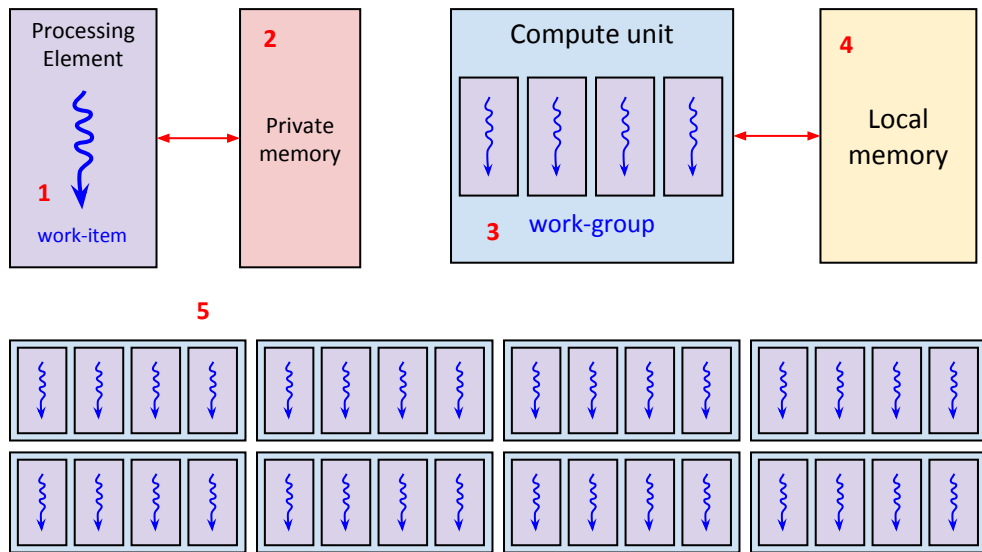 Processing
Element
1
work-item
2
Private
memory
Compute unit
3
work-group
4
Local
memory
5